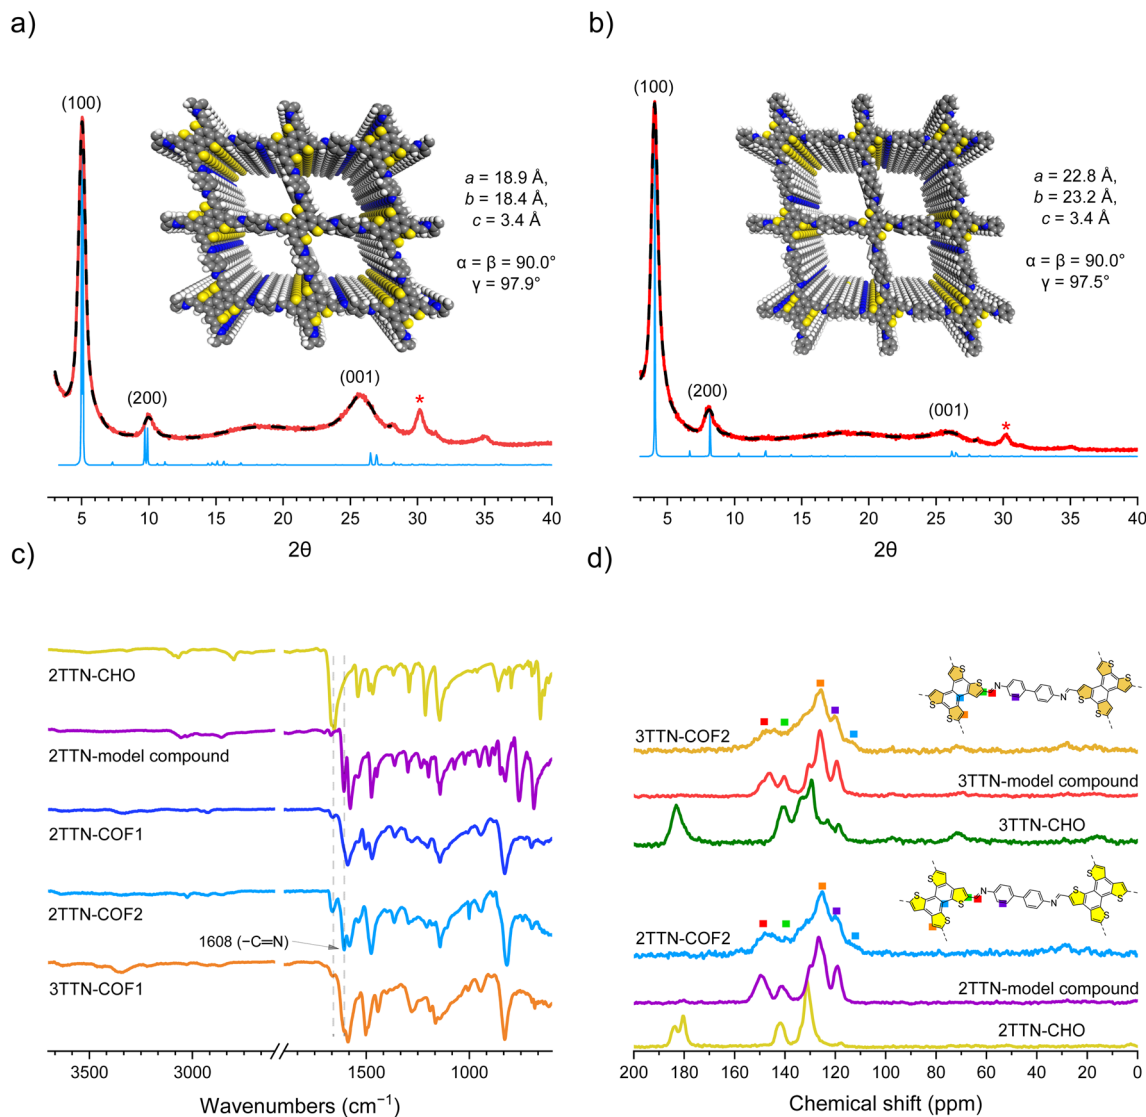 a)
(100)
a = 18.9 Å,
b = 18.4 Å,
c = 3.4 Å
α = β = 90.0°
γ = 97.9°
(200)
(001)
*
5 10 15 20 25 30 35 40
2θ
b)
(100)
a = 22.8 Å,
b = 23.2 Å,
c = 3.4 Å
α = β = 90.0°
γ = 97.5°
(200)
(001)
*
5 10 15 20 25 30 35 40
2θ
c)
2TTN-CHO
2TTN-model compound
2TTN-COF1
2TTN-COF2
1608 (−C=N)
3TTN-COF1
3500 3000 1500 1000
Wavenumbers (cm⁻¹)
d)
S S S N N S S S
3TTN-COF2
3TTN-model compound
3TTN-CHO
S S S N N S S S
2TTN-COF2
2TTN-model compound
2TTN-CHO
200 180 160 140 120 100 80 60 40 20 0
Chemical shift (ppm)